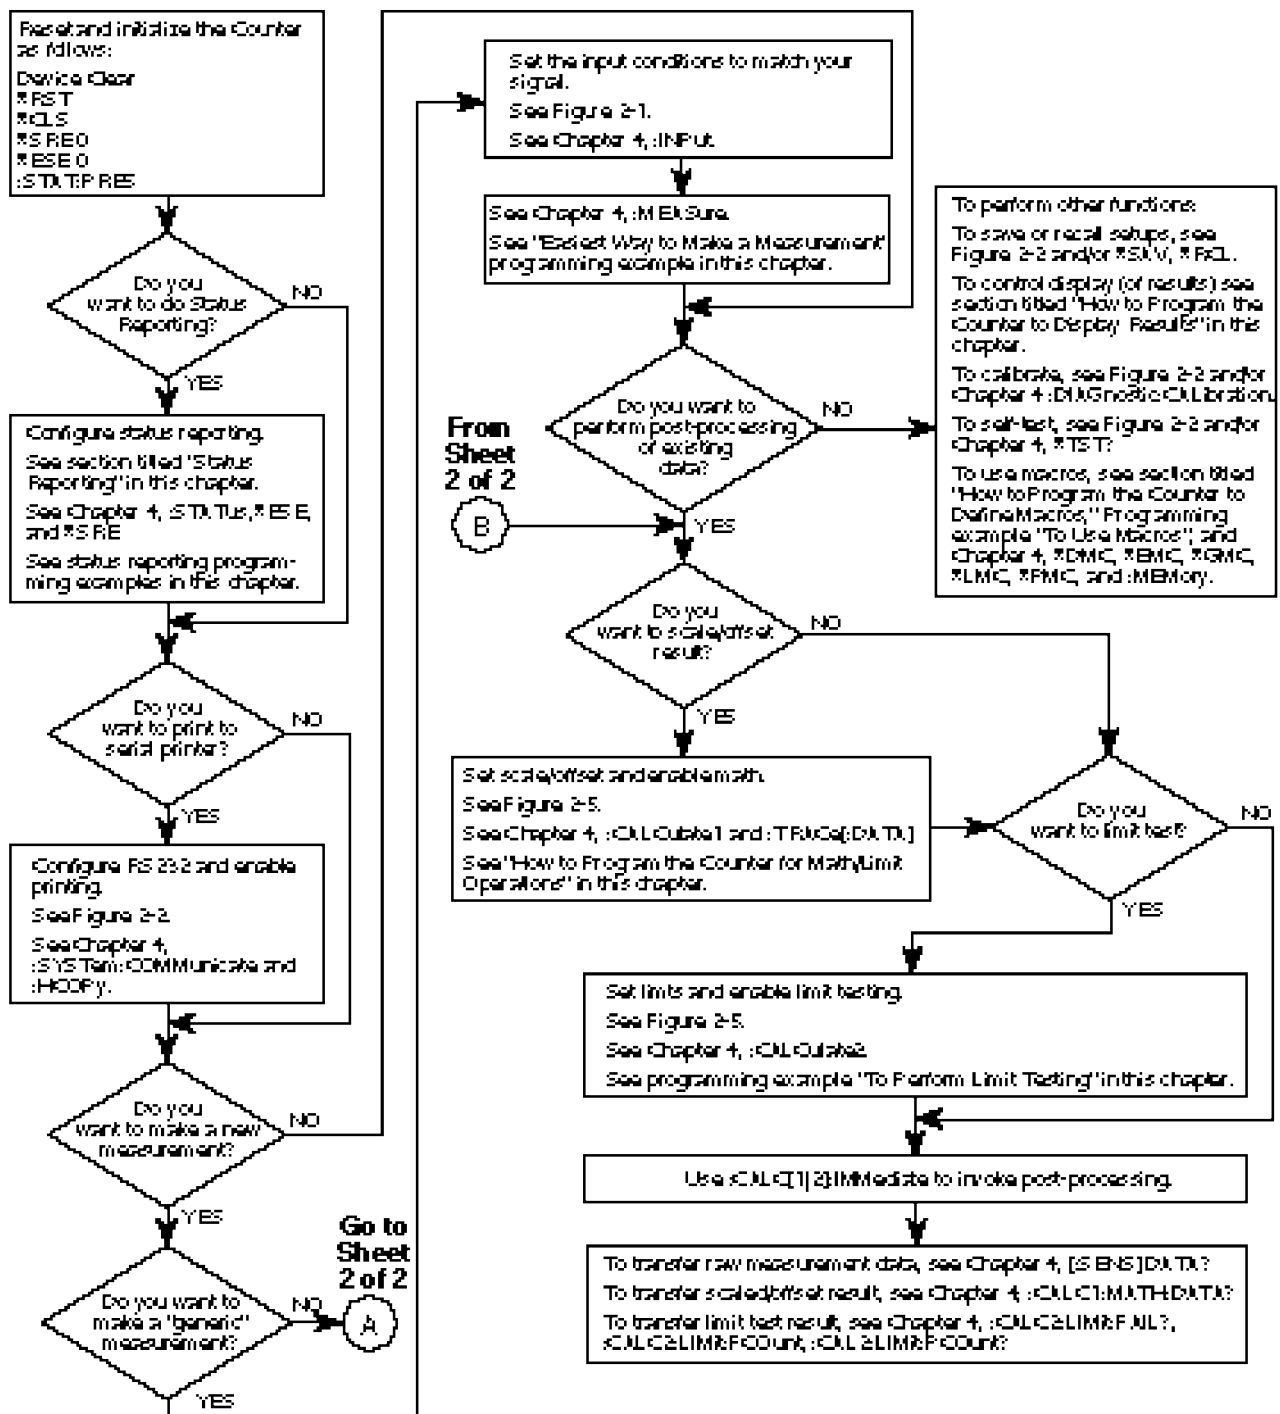 Reset and initialize the Counter
as follows:
Device Clear
*RST
*CLS
*SRE 0
*ESE 0
:STAT:PRES
Do you
want to do Status
Reporting?
NO
YES
Configure status reporting.
See section titled "Status
Reporting" in this chapter.
See Chapter 4, :STATus, *ESE,
and *SRE
See status reporting program-
ming examples in this chapter.
Do you
want to print to
serial printer?
NO
YES
Configure RS 232 and enable
printing.
See Figure 2-2.
See Chapter 4,
:SYSTem:COMMunicate and
:HCOPy.
Do you
want to make a new
measurement?
NO
YES
Do you want to
make a "generic"
measurement?
NO
YES
Go to
Sheet
2 of 2
A
Set the input conditions to match your
signal.
See Figure 2-1.
See Chapter 4, :INPut.
See Chapter 4, :MEASure.
See "Easiest Way to Make a Measurement"
programming example in this chapter.
Do you want to
perform post-processing
of existing
data?
NO
YES
From
Sheet
2 of 2
B
To perform other functions:
To save or recall setups, see
Figure 2-2 and/or *SAV, *RCL.
To control display (of results) see
section titled "How to Program the
Counter to Display Results" in this
chapter.
To calibrate, see Figure 2-2 and/or
Chapter 4 :DIAGnostic:CALibration.
To self-test, see Figure 2-2 and/or
Chapter 4, *TST?
To use macros, see section titled
"How to Program the Counter to
Define Macros," Programming
example "To Use Macros", and
Chapter 4, *DMC, *EMC, *GMC,
*LMC, *PMC, and :MEMory.
Do you
want to scale/offset
result?
NO
YES
Set scale/offset and enable math.
See Figure 2-5.
See Chapter 4, :CALCulate1 and :TRACe[:DATA]
See "How to Program the Counter for Math/Limit
Operations" in this chapter.
Do you
want to limit test?
NO
YES
Set limits and enable limit testing.
See Figure 2-5.
See Chapter 4, :CALCulate2.
See programming example "To Perform Limit Testing" in this chapter.
Use :CALC[1|2]:IMMediate to invoke post-processing.
To transfer raw measurement data, see Chapter 4, [:SENS]:DATA?
To transfer scaled/offset result, see Chapter 4, :CALC1:MATH:DATA?
To transfer limit test result, see Chapter 4, :CALC2:LIMit:FAIL?,
:CALC2:LIMit:FCOunt, :CAL2:LIMit:PCOunt?